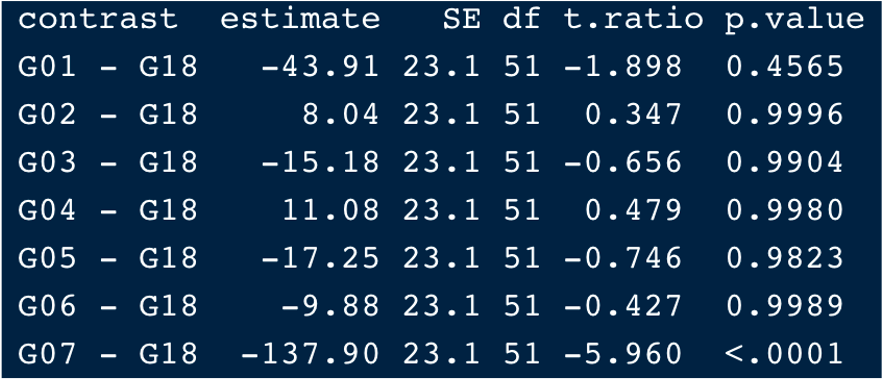 contrast estimate SE df t.ratio p.value
G01 - G18 -43.91 23.1 51 -1.898 0.4565
G02 - G18 8.04 23.1 51 0.347 0.9996
G03 - G18 -15.18 23.1 51 -0.656 0.9904
G04 - G18 11.08 23.1 51 0.479 0.9980
G05 - G18 -17.25 23.1 51 -0.746 0.9823
G06 - G18 -9.88 23.1 51 -0.427 0.9989
G07 - G18 -137.90 23.1 51 -5.960 <.0001